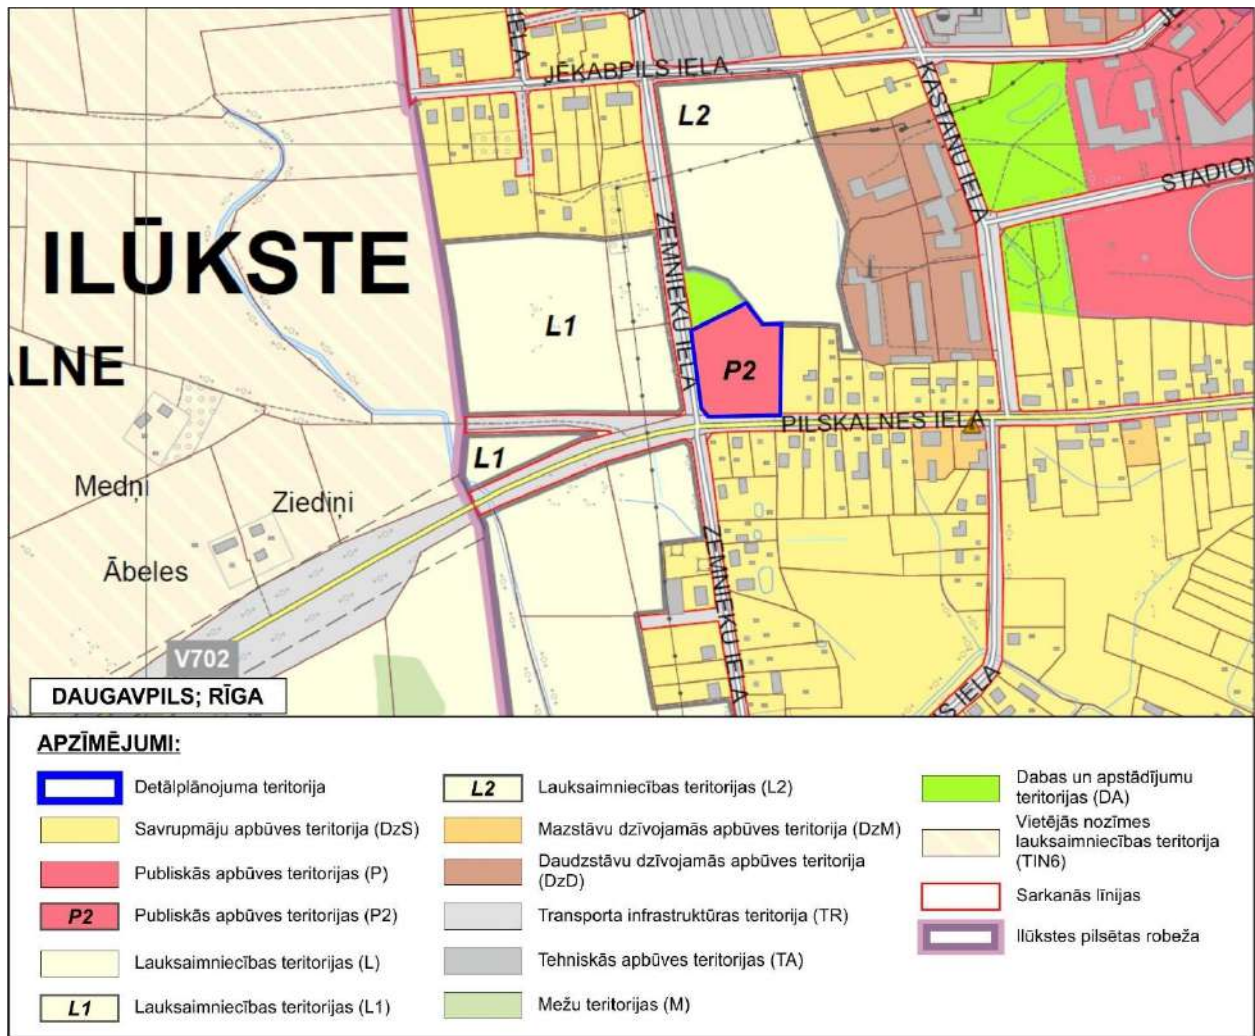 JĒKABPILS IELA
L2
KASTAŅU IELA
ILŪKSTE
ZEMNIEKU IELA
L1
P2
PILSKALNES IELA
L1
Medņi
Ziediņi
Ābeles
ZEMNIEKU IELA
V702
DAUGAVPILS; RĪGA
APZĪMĒJUMI:
Detālplānojuma teritorija
Savrupmāju apbūves teritorija (DzS)
Publiskās apbūves teritorijas (P)
P2 Publiskās apbūves teritorijas (P2)
Lauksaimniecības teritorijas (L)
L1 Lauksaimniecības teritorijas (L1)
L2 Lauksaimniecības teritorijas (L2)
Mazstāvu dzīvojamās apbūves teritorija (DzM)
Daudzstāvu dzīvojamās apbūves teritorija
(DzD)
Transporta infrastruktūras teritorija (TR)
Tehniskās apbūves teritorijas (TA)
Mežu teritorijas (M)
Dabas un apstādījumu
teritorijas (DA)
Vietējās nozīmes
lauksaimniecības teritorija
(TIN6)
Sarkanās līnijas
Ilūkstes pilsētas robeža